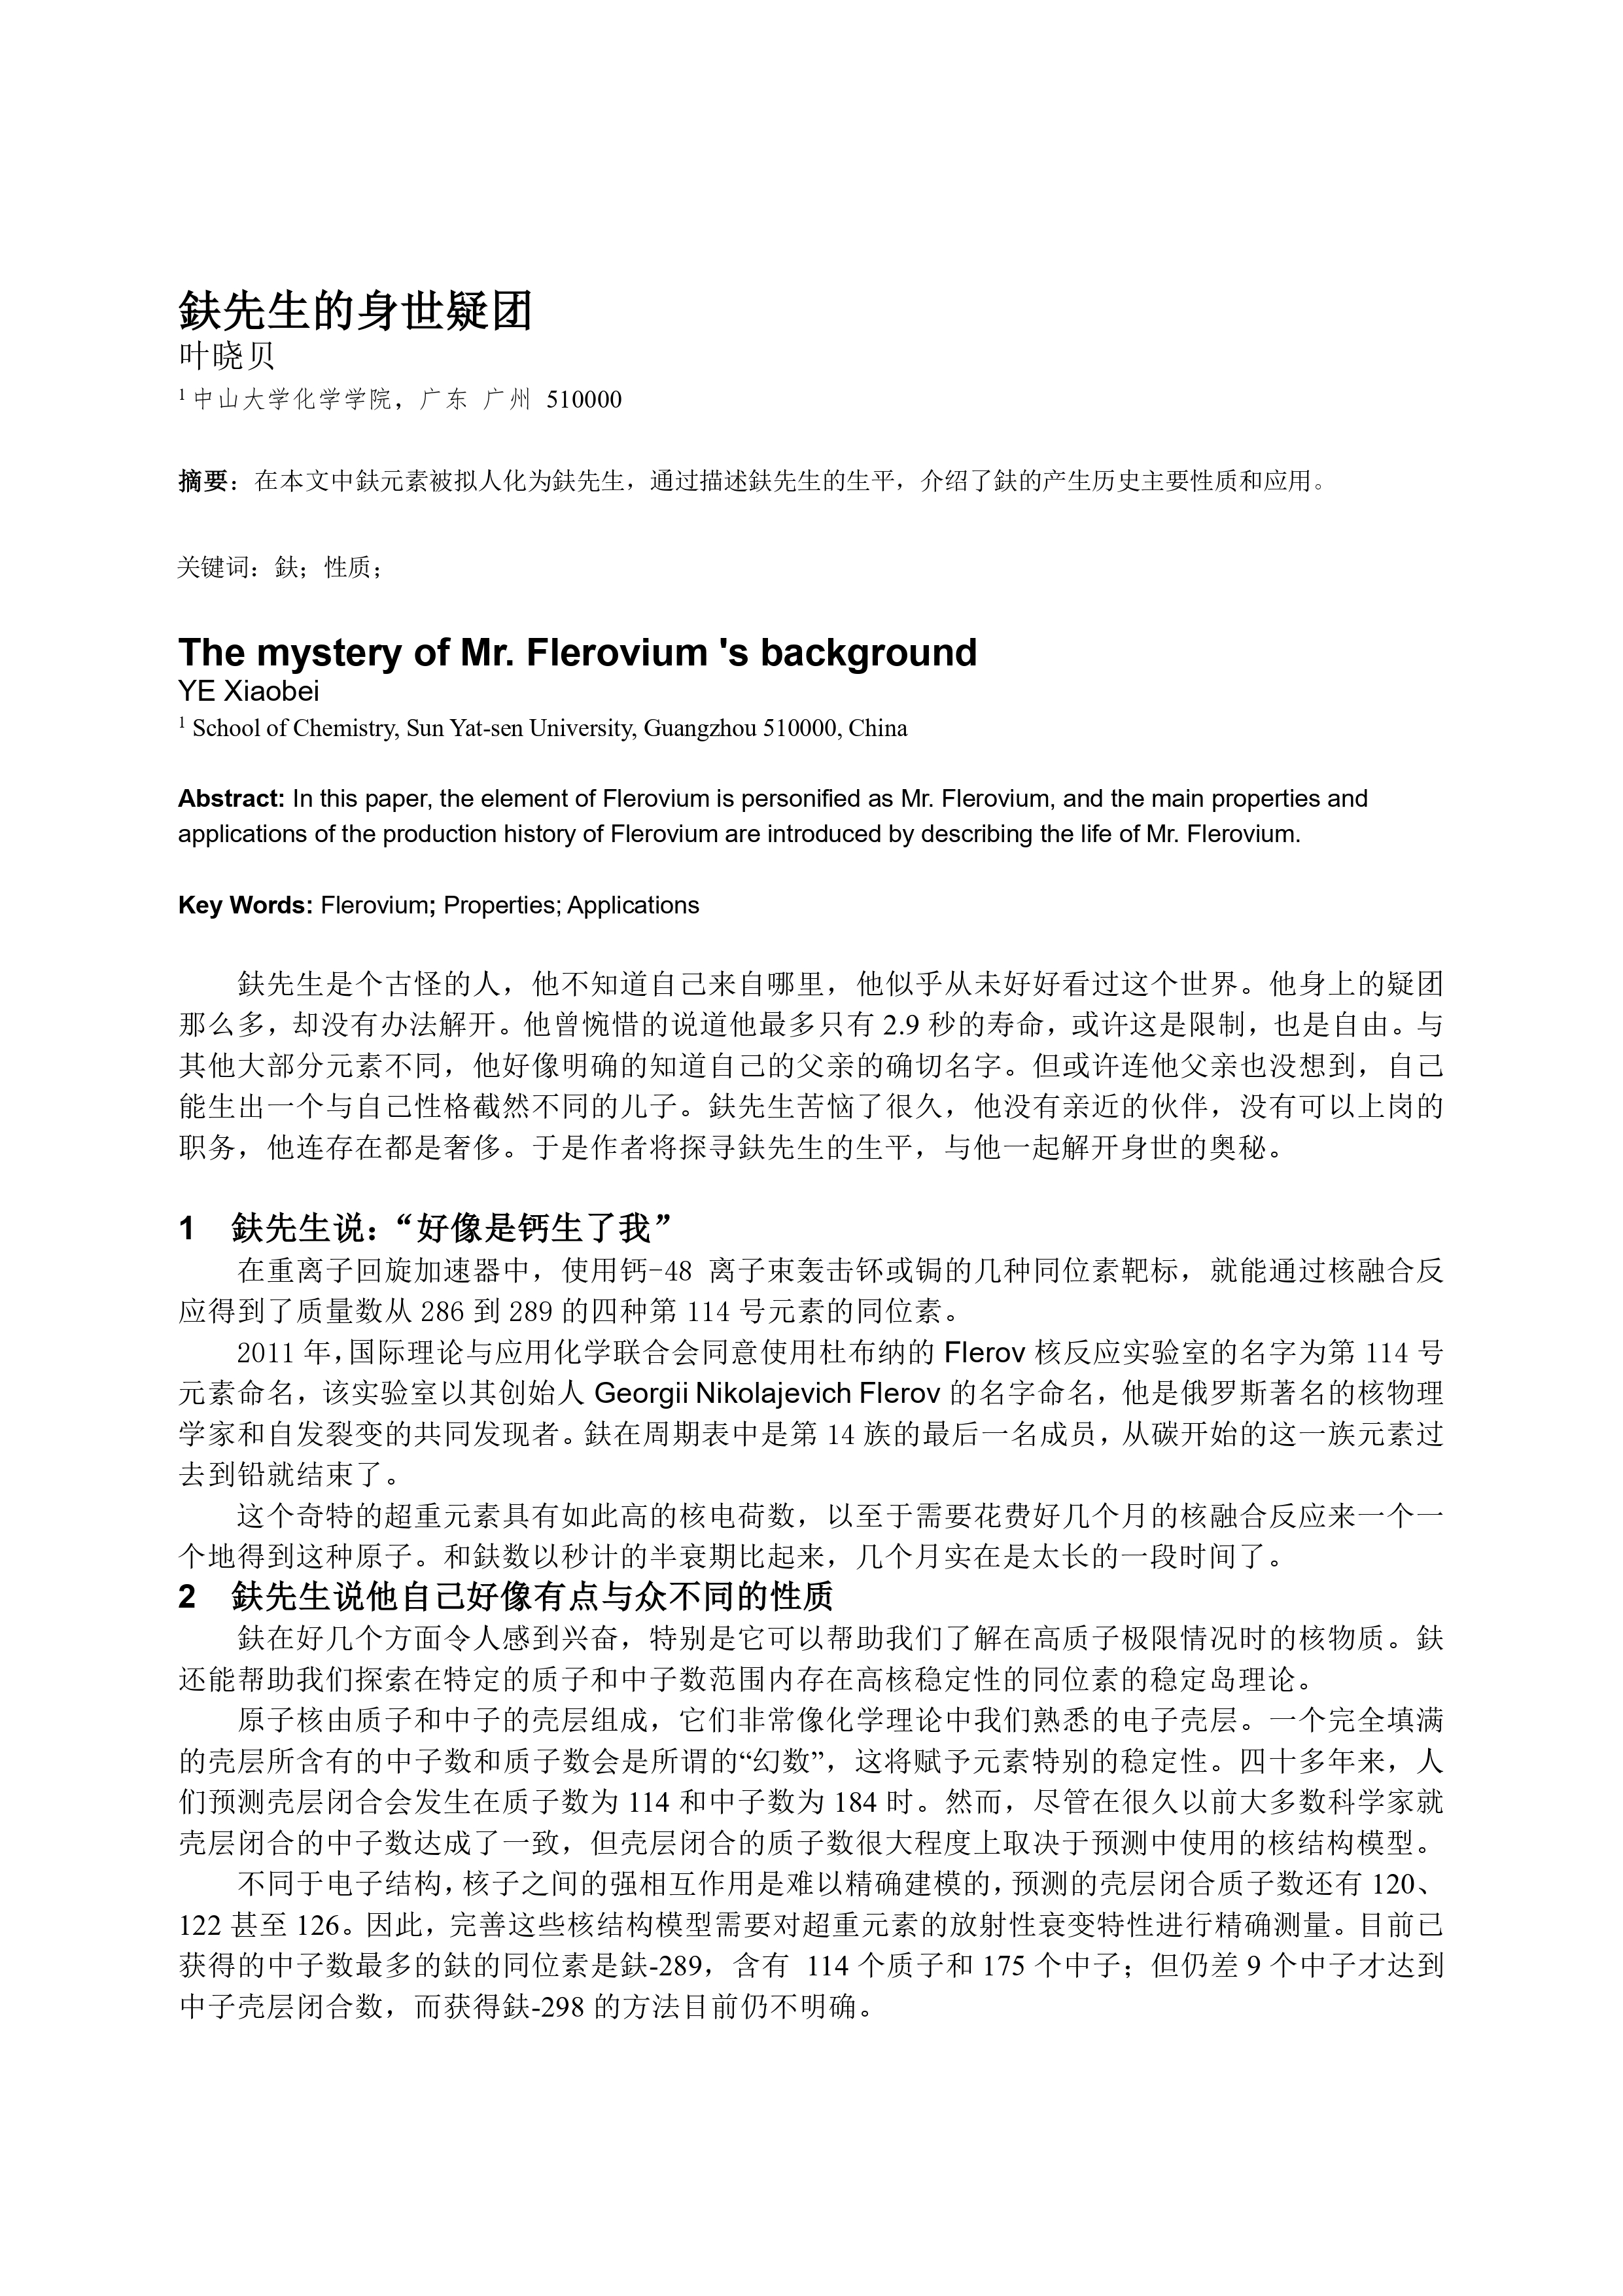 鈇先生的身世疑团
叶晓贝
1 中山大学化学学院，广东 广州 510000
摘要：在本文中鈇元素被拟人化为鈇先生，通过描述鈇先生的生平，介绍了鈇的产生历史主要性质和应用。
关键词：鈇；性质；
The mystery of Mr. Flerovium 's background
YE Xiaobei
1 School of Chemistry, Sun Yat-sen University, Guangzhou 510000, China
Abstract: In this paper, the element of Flerovium is personified as Mr. Flerovium, and the main properties and
applications of the production history of Flerovium are introduced by describing the life of Mr. Flerovium.
Key Words: Flerovium; Properties; Applications
鈇先生是个古怪的人，他不知道自己来自哪里，他似乎从未好好看过这个世界。他身上的疑团
那么多，却没有办法解开。他曾惋惜的说道他最多只有 2.9 秒的寿命，或许这是限制，也是自由。与
其他大部分元素不同，他好像明确的知道自己的父亲的确切名字。但或许连他父亲也没想到，自己
能生出一个与自己性格截然不同的儿子。鈇先生苦恼了很久，他没有亲近的伙伴，没有可以上岗的
职务，他连存在都是奢侈。于是作者将探寻鈇先生的生平，与他一起解开身世的奥秘。
1 鈇先生说：“好像是钙生了我”
在重离子回旋加速器中，使用钙-48 离子束轰击钚或锔的几种同位素靶标，就能通过核融合反
应得到了质量数从 286 到 289 的四种第 114 号元素的同位素。
2011 年，国际理论与应用化学联合会同意使用杜布纳的 Flerov 核反应实验室的名字为第 114 号
元素命名，该实验室以其创始人 Georgii Nikolajevich Flerov 的名字命名，他是俄罗斯著名的核物理
学家和自发裂变的共同发现者。鈇在周期表中是第 14 族的最后一名成员，从碳开始的这一族元素过
去到铅就结束了。
这个奇特的超重元素具有如此高的核电荷数，以至于需要花费好几个月的核融合反应来一个一
个地得到这种原子。和鈇数以秒计的半衰期比起来，几个月实在是太长的一段时间了。
2 鈇先生说他自己好像有点与众不同的性质
鈇在好几个方面令人感到兴奋，特别是它可以帮助我们了解在高质子极限情况时的核物质。鈇
还能帮助我们探索在特定的质子和中子数范围内存在高核稳定性的同位素的稳定岛理论。
原子核由质子和中子的壳层组成，它们非常像化学理论中我们熟悉的电子壳层。一个完全填满
的壳层所含有的中子数和质子数会是所谓的“幻数”，这将赋予元素特别的稳定性。四十多年来，人
们预测壳层闭合会发生在质子数为 114 和中子数为 184 时。然而，尽管在很久以前大多数科学家就
壳层闭合的中子数达成了一致，但壳层闭合的质子数很大程度上取决于预测中使用的核结构模型。
不同于电子结构，核子之间的强相互作用是难以精确建模的，预测的壳层闭合质子数还有 120、
122 甚至 126。因此，完善这些核结构模型需要对超重元素的放射性衰变特性进行精确测量。目前已
获得的中子数最多的鈇的同位素是鈇-289，含有 114 个质子和 175 个中子；但仍差 9 个中子才达到
中子壳层闭合数，而获得鈇-298 的方法目前仍不明确。